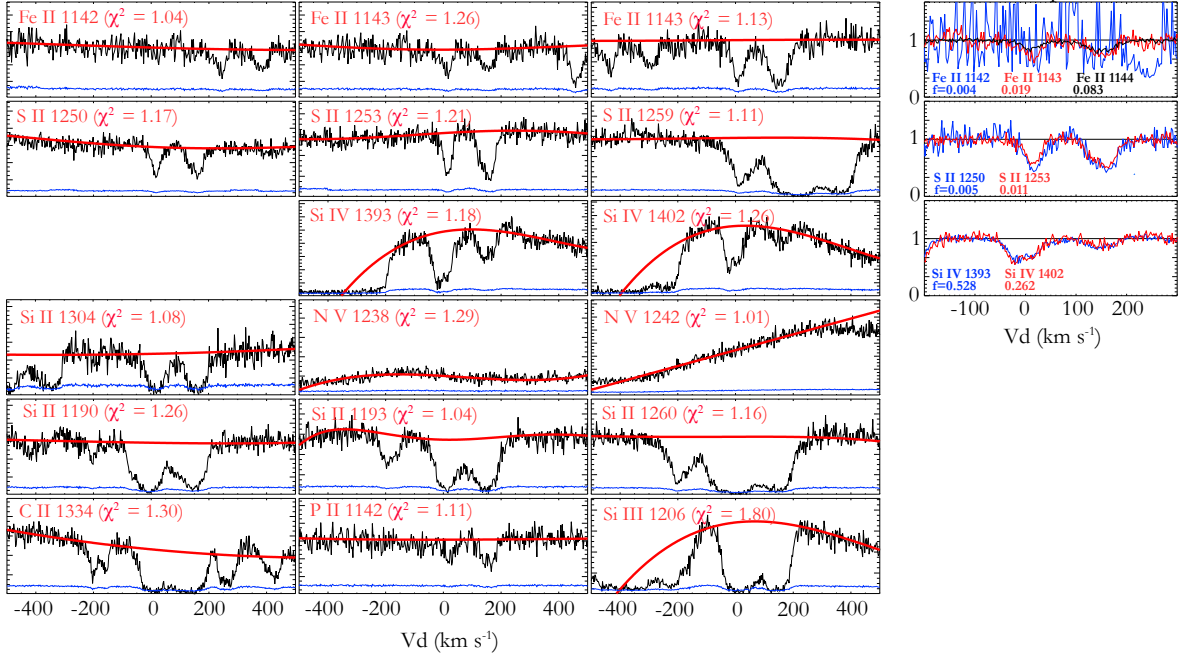 Fe II 1142 (χ² = 1.04)
Fe II 1143 (χ² = 1.26)
Fe II 1143 (χ² = 1.13)
S II 1250 (χ² = 1.17)
S II 1253 (χ² = 1.21)
S II 1259 (χ² = 1.11)
Si IV 1393 (χ² = 1.18)
Si IV 1402 (χ² = 1.26)
Si II 1304 (χ² = 1.08)
N V 1238 (χ² = 1.29)
N V 1242 (χ² = 1.01)
Si II 1190 (χ² = 1.26)
Si II 1193 (χ² = 1.04)
Si II 1260 (χ² = 1.16)
C II 1334 (χ² = 1.30)
P II 1142 (χ² = 1.11)
Si III 1206 (χ² = 1.80)
-400 -200 0 200 400
-400 -200 0 200 400
-400 -200 0 200 400
Vd (km s⁻¹)
1
Fe II 1142 Fe II 1143 Fe II 1144
f=0.004 0.019 0.083
0
1
S II 1250 S II 1253
f=0.005 0.011
0
1
Si IV 1393 Si IV 1402
f=0.528 0.262
0
-100 0 100 200
Vd (km s⁻¹)